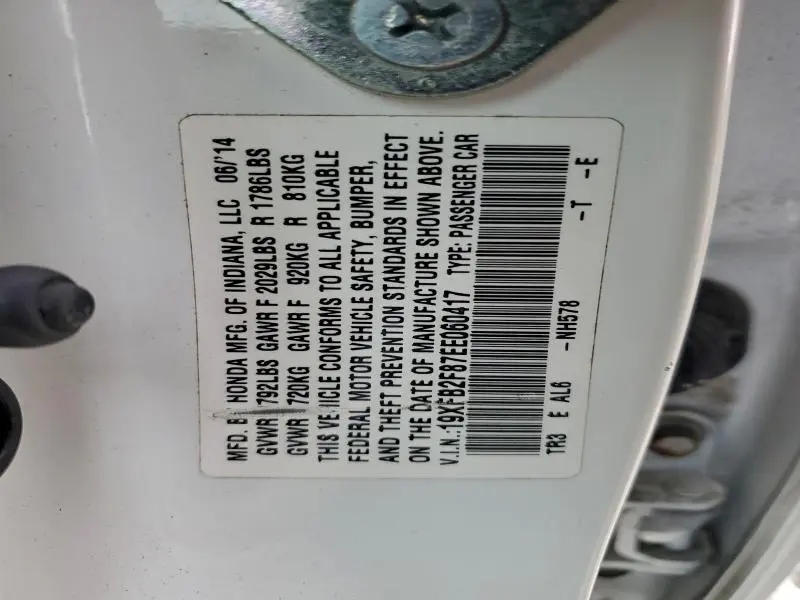 MFD. B HONDA MFG. OF INDIANA, LLC 06/'14
GVWR 792LBS GAWR F 2029LBS R 1786LBS
GVWR 720KG GAWR F 920KG R 810KG
THIS VEHICLE CONFORMS TO ALL APPLICABLE
FEDERAL MOTOR VEHICLE SAFETY, BUMPER,
AND THEFT PREVENTION STANDARDS IN EFFECT
ON THE DATE OF MANUFACTURE SHOWN ABOVE.
V.I.N.:19XFB2F87EE060417 TYPE: PASSENGER CAR
TR3 E AL6 -NH578 -T -E